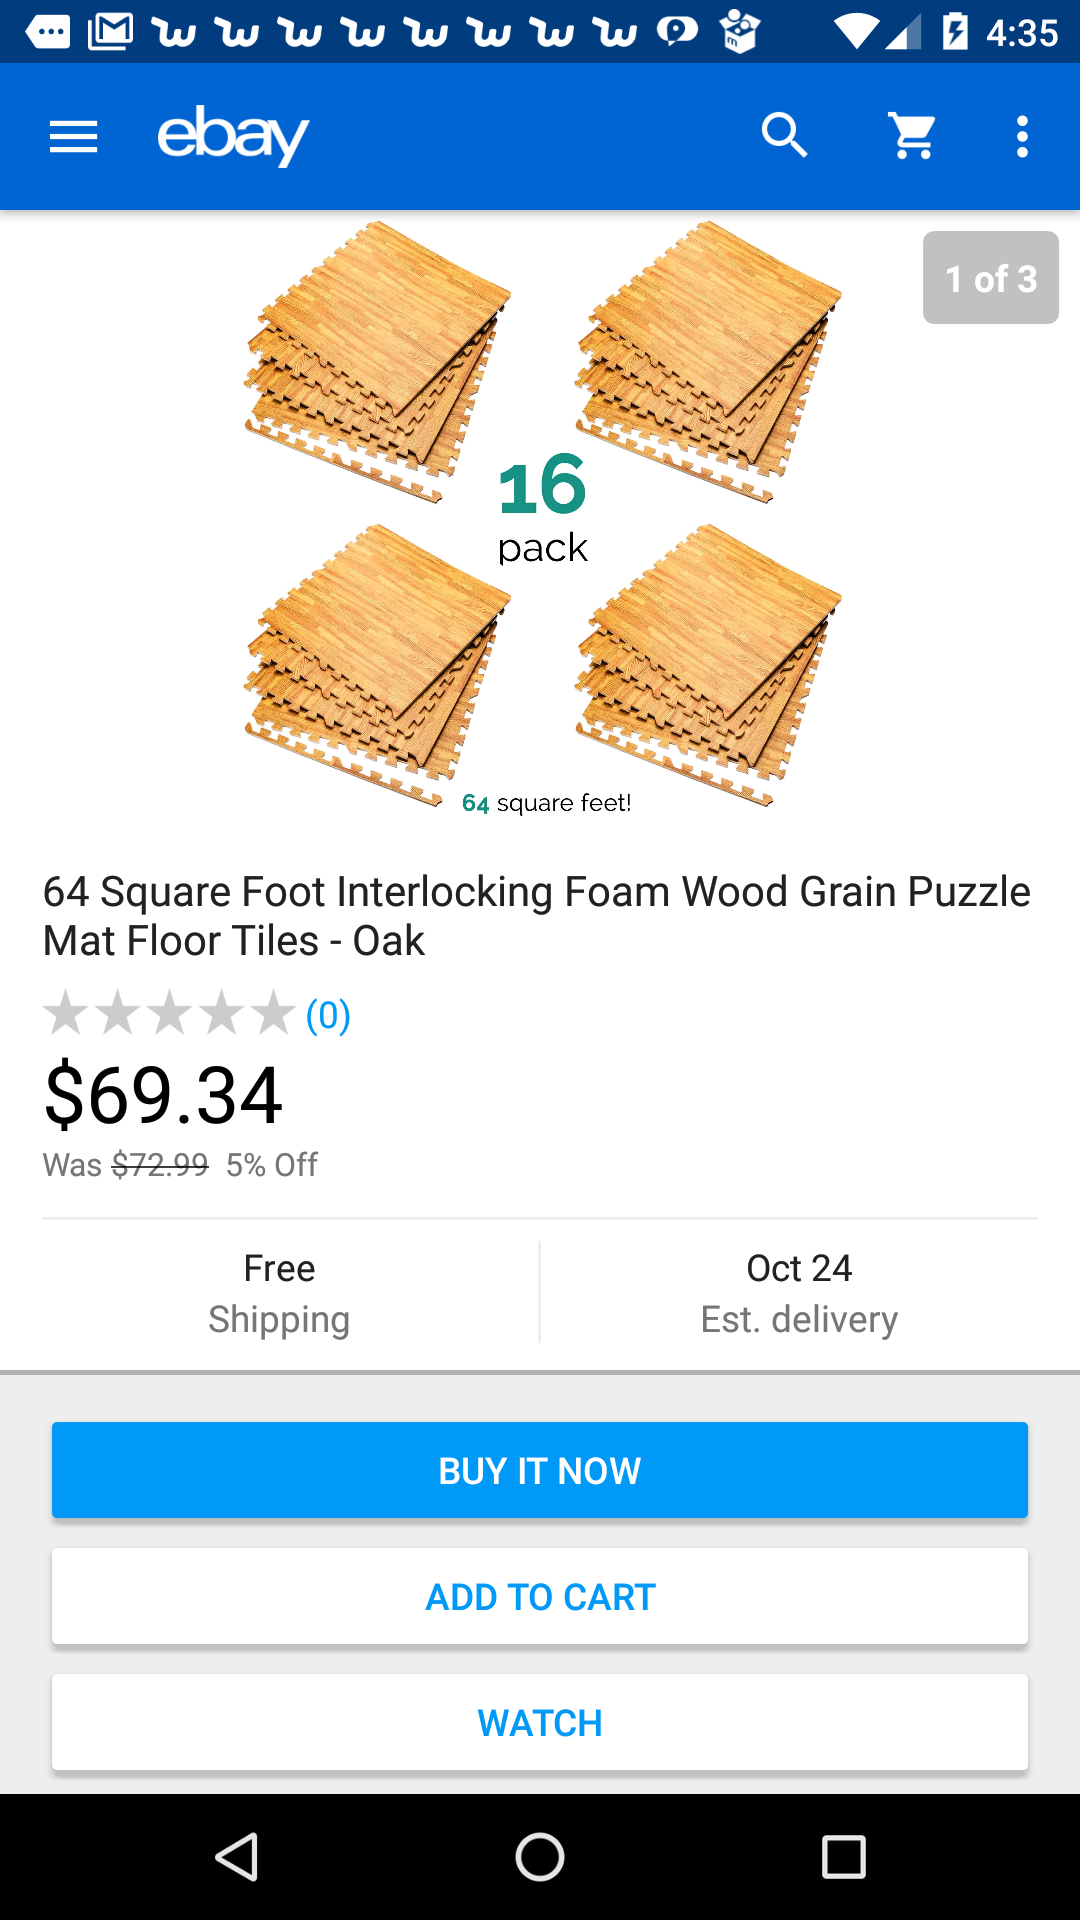 4:35
ebay
1 of 3
16
pack
64 square feet!
64 Square Foot Interlocking Foam Wood Grain Puzzle
Mat Floor Tiles - Oak
(0)
$69.34
Was $72.99 5% Off
Free
Shipping
Oct 24
Est. delivery
BUY IT NOW
ADD TO CART
WATCH